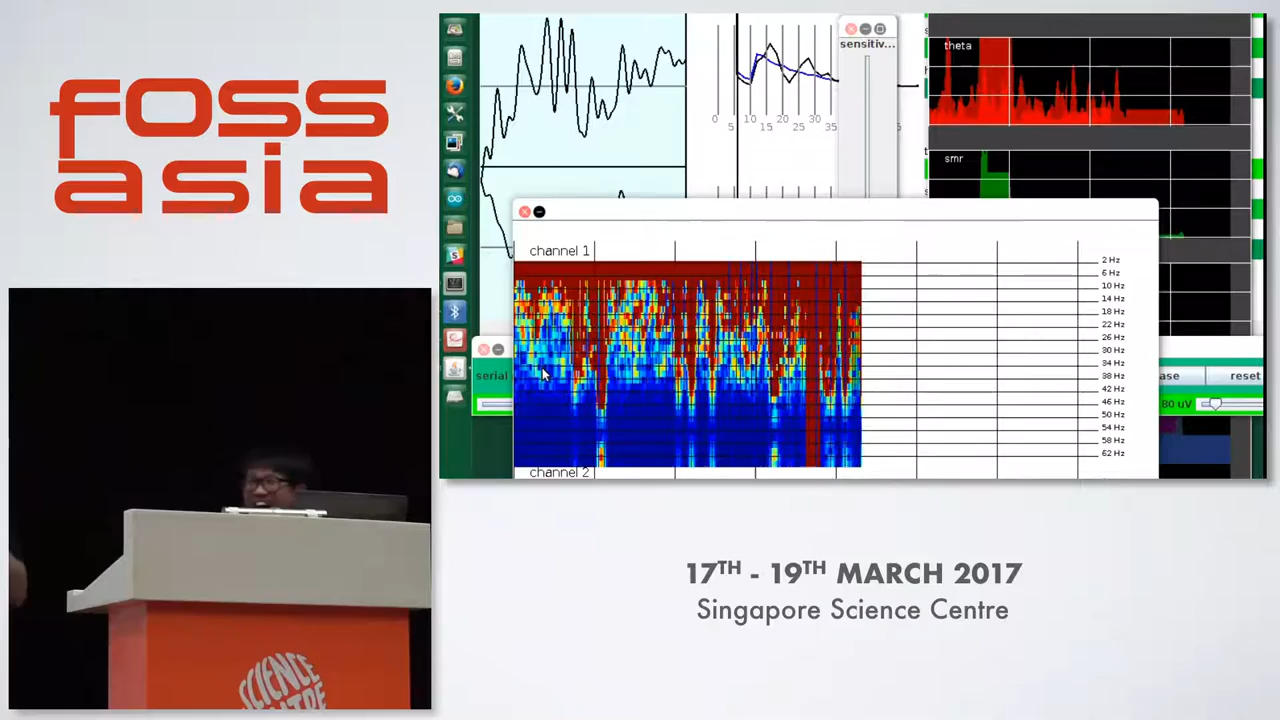 foss
asia
sensitiv...
theta
0 10 20 30
5 15 25 35
smr
channel 1
2 Hz
6 Hz
10 Hz
14 Hz
18 Hz
22 Hz
26 Hz
30 Hz
34 Hz
38 Hz
42 Hz
46 Hz
50 Hz
54 Hz
58 Hz
62 Hz
serial
ase
reset
80 uV
channel 2
17TH - 19TH MARCH 2017
Singapore Science Centre
SCIENCE